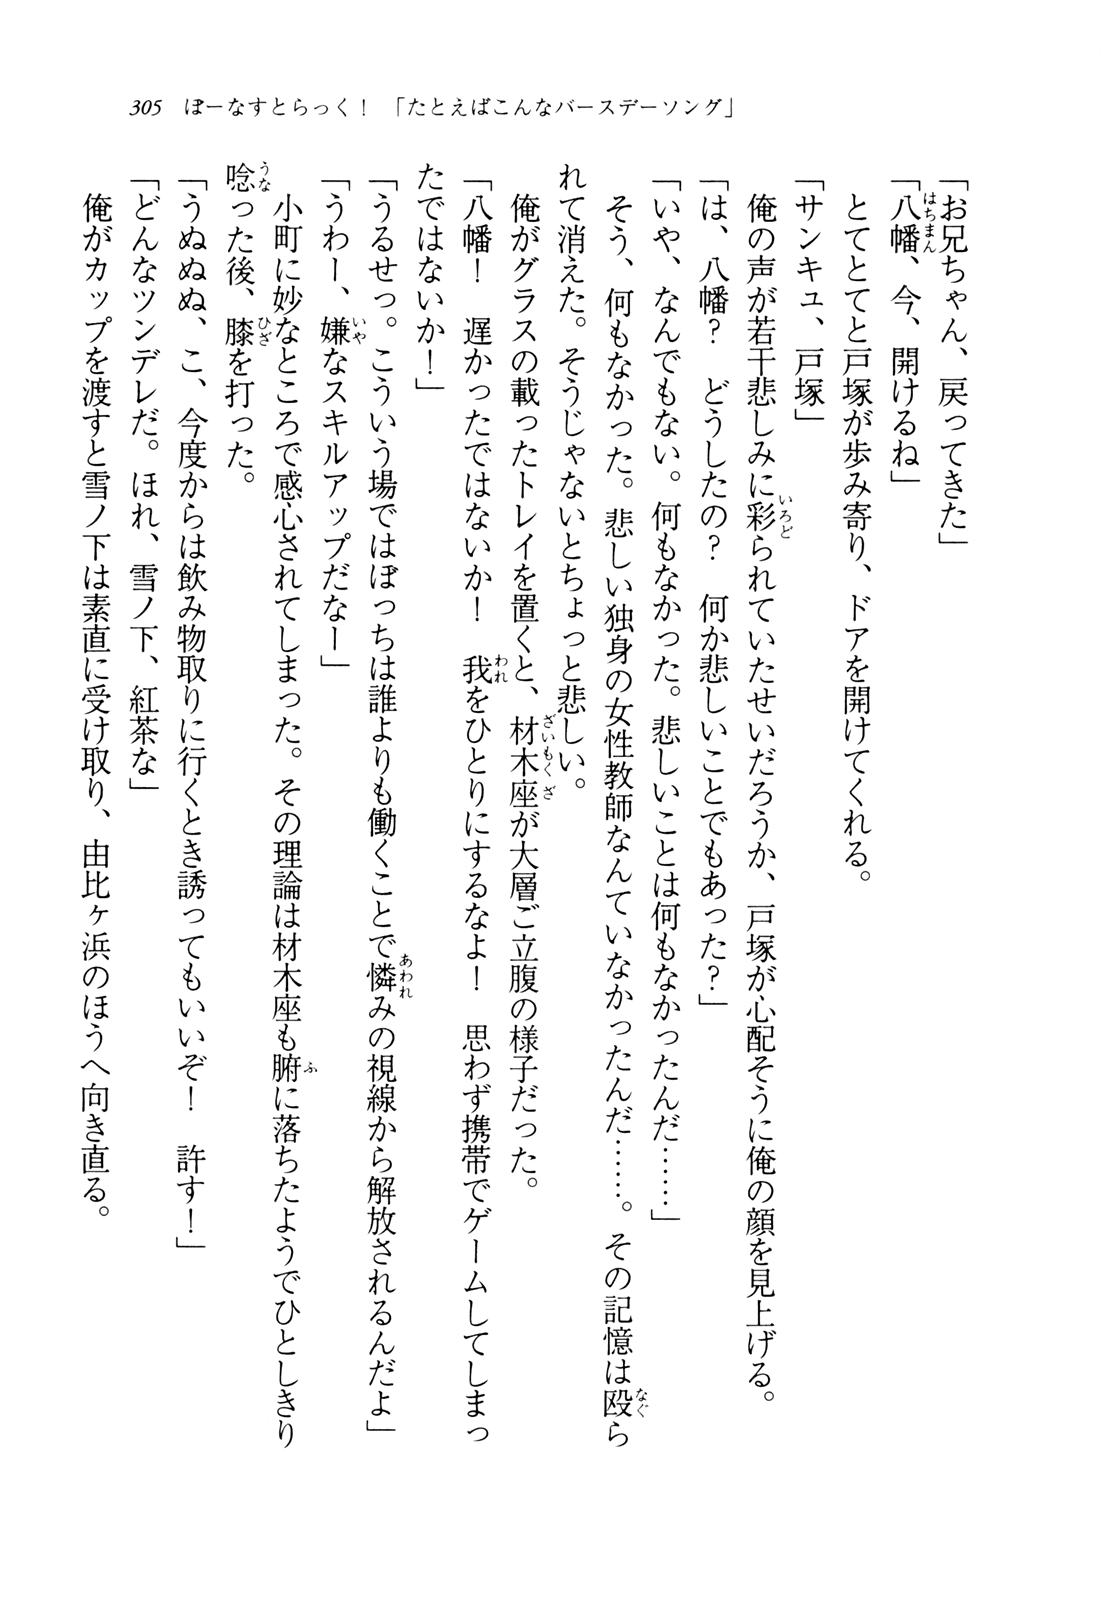 305　ぼーなすとらっく！　「たとえばこんなバースデーソング」
「お兄ちゃん、戻ってきた」
「八幡、今、開けるね」
　とてとてと戸塚が歩み寄り、ドアを開けてくれる。
「サンキュ、戸塚」
　俺の声が若干悲しみに彩られていたせいだろうか、戸塚が心配そうに俺の顔を見上げる。
「は、八幡？　どうしたの？　何か悲しいことでもあった？」
「いや、なんでもない。何もなかった。悲しいことは何もなかったんだ……」
　そう、何もなかった。悲しい独身の女性教師なんていなかったんだ……。その記憶は殴ら
れて消えた。そうじゃないとちょっと悲しい。
　俺がグラスの載ったトレイを置くと、材木座が大層ご立腹の様子だった。
「八幡！　遅かったではないか！　我をひとりにするなよ！　思わず携帯でゲームしてしまっ
たではないか！」
「うるせっ。こういう場ではぼっちは誰よりも働くことで憐みの視線から解放されるんだよ」
「うわー、嫌なスキルアップだなー」
　小町に妙なところで感心されてしまった。その理論は材木座も腑に落ちたようでひとしきり
唸った後、膝を打った。
「うぬぬぬ、こ、今度からは飲み物取りに行くとき誘ってもいいぞ！　許す！」
「どんなツンデレだ。ほれ、雪ノ下、紅茶な」
　俺がカップを渡すと雪ノ下は素直に受け取り、由比ヶ浜のほうへ向き直る。